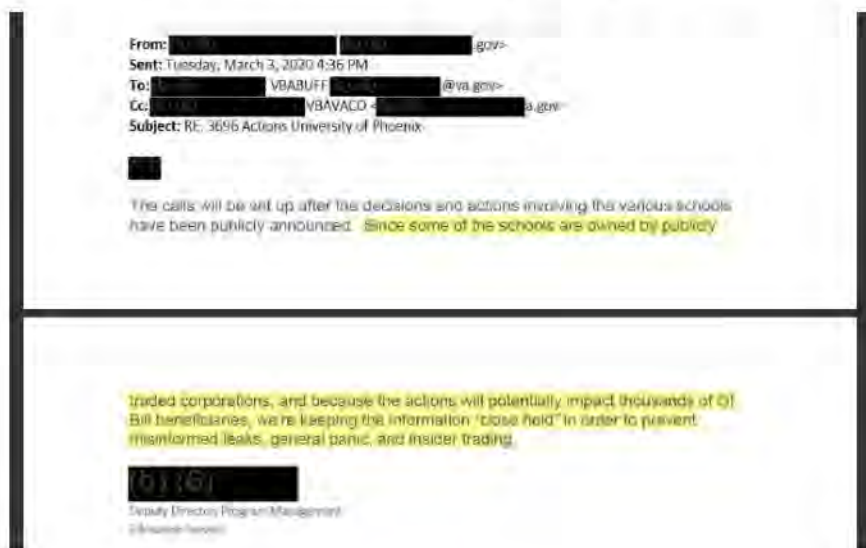 From: .gov>
Sent: Tuesday, March 3, 2020 4:36 PM
To: VBABUFF @va.gov>
Cc: VBAVACO < a.gov>
Subject: RE: 3696 Actions University of Phoenix
The calls will be set up after the decisions and actions involving the various schools
have been publicly announced. Since some of the schools are owned by publicly
traded corporations, and because the actions will potentially impact thousands of GI
Bill beneficiaries, we're keeping the information "close hold" in order to prevent
misinformed leaks, general panic, and insider trading.
(b) (6)
Deputy Director Program Management
Education Service